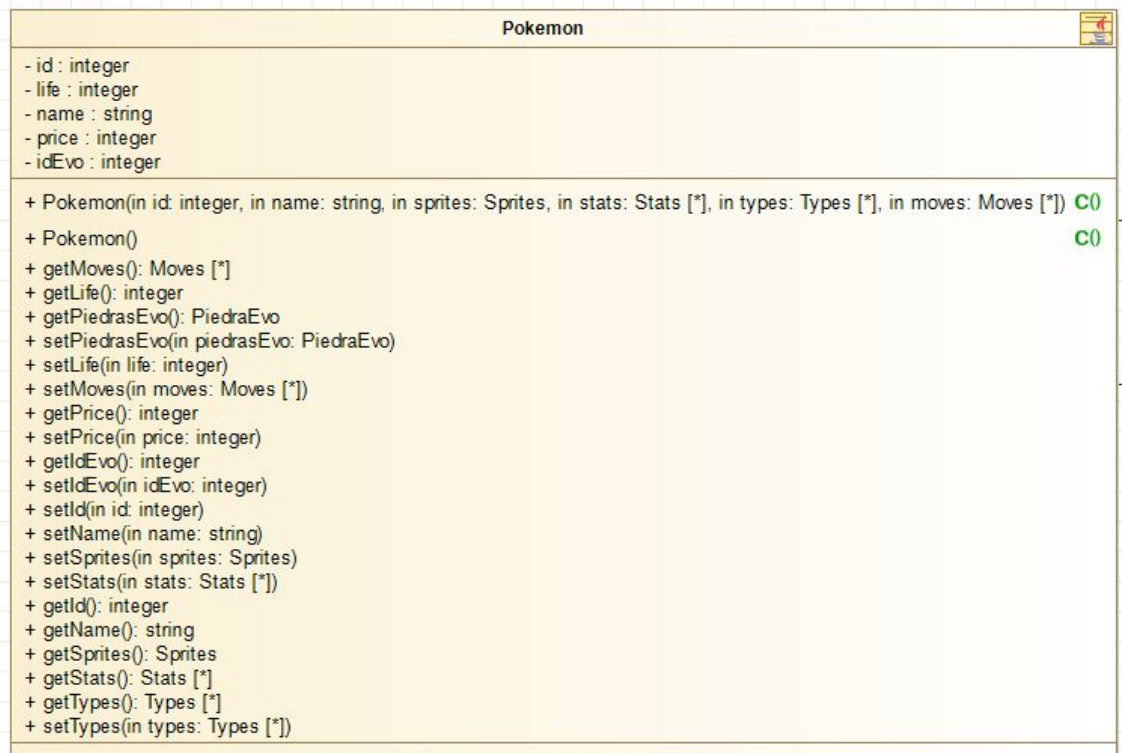 Pokemon
- id : integer
- life : integer
- name : string
- price : integer
- idEvo : integer
+ Pokemon(in id: integer, in name: string, in sprites: Sprites, in stats: Stats [*], in types: Types [*], in moves: Moves [*]) C()
+ Pokemon() C()
+ getMoves(): Moves [*]
+ getLife(): integer
+ getPiedrasEvo(): PiedraEvo
+ setPiedrasEvo(in piedrasEvo: PiedraEvo)
+ setLife(in life: integer)
+ setMoves(in moves: Moves [*])
+ getPrice(): integer
+ setPrice(in price: integer)
+ getIdEvo(): integer
+ setIdEvo(in idEvo: integer)
+ setId(in id: integer)
+ setName(in name: string)
+ setSprites(in sprites: Sprites)
+ setStats(in stats: Stats [*])
+ getId(): integer
+ getName(): string
+ getSprites(): Sprites
+ getStats(): Stats [*]
+ getTypes(): Types [*]
+ setTypes(in types: Types [*])